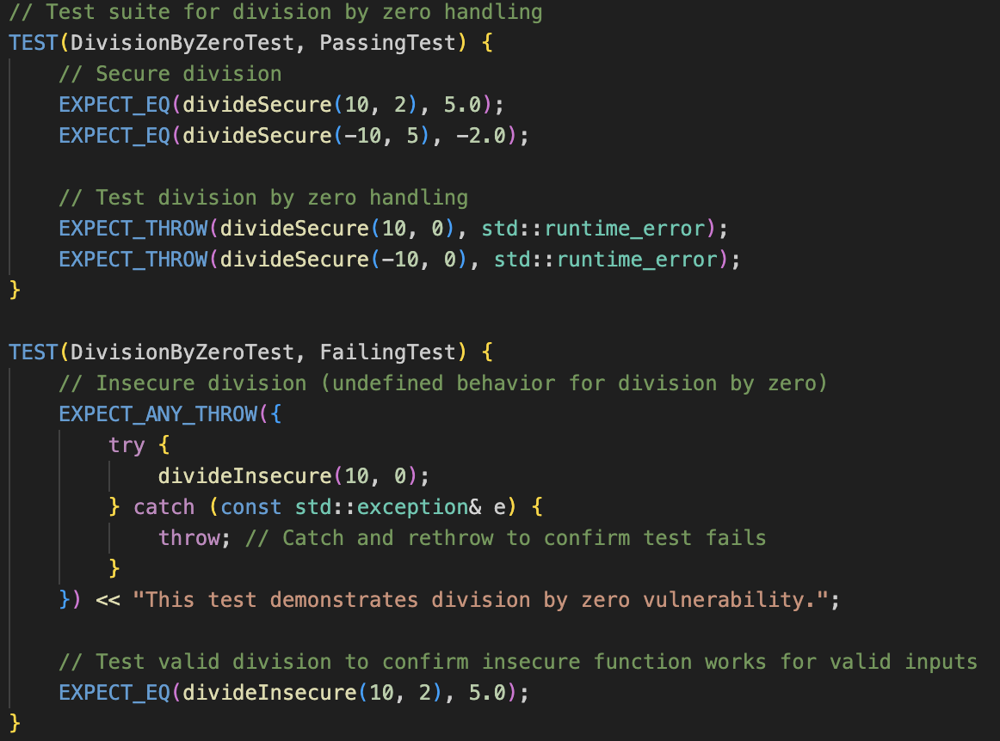 // Test suite for division by zero handling
TEST(DivisionByZeroTest, PassingTest) {
    // Secure division
    EXPECT_EQ(divideSecure(10, 2), 5.0);
    EXPECT_EQ(divideSecure(-10, 5), -2.0);

    // Test division by zero handling
    EXPECT_THROW(divideSecure(10, 0), std::runtime_error);
    EXPECT_THROW(divideSecure(-10, 0), std::runtime_error);
}

TEST(DivisionByZeroTest, FailingTest) {
    // Insecure division (undefined behavior for division by zero)
    EXPECT_ANY_THROW({
        try {
            divideInsecure(10, 0);
        } catch (const std::exception& e) {
            throw; // Catch and rethrow to confirm test fails
        }
    }) << "This test demonstrates division by zero vulnerability.";

    // Test valid division to confirm insecure function works for valid inputs
    EXPECT_EQ(divideInsecure(10, 2), 5.0);
}